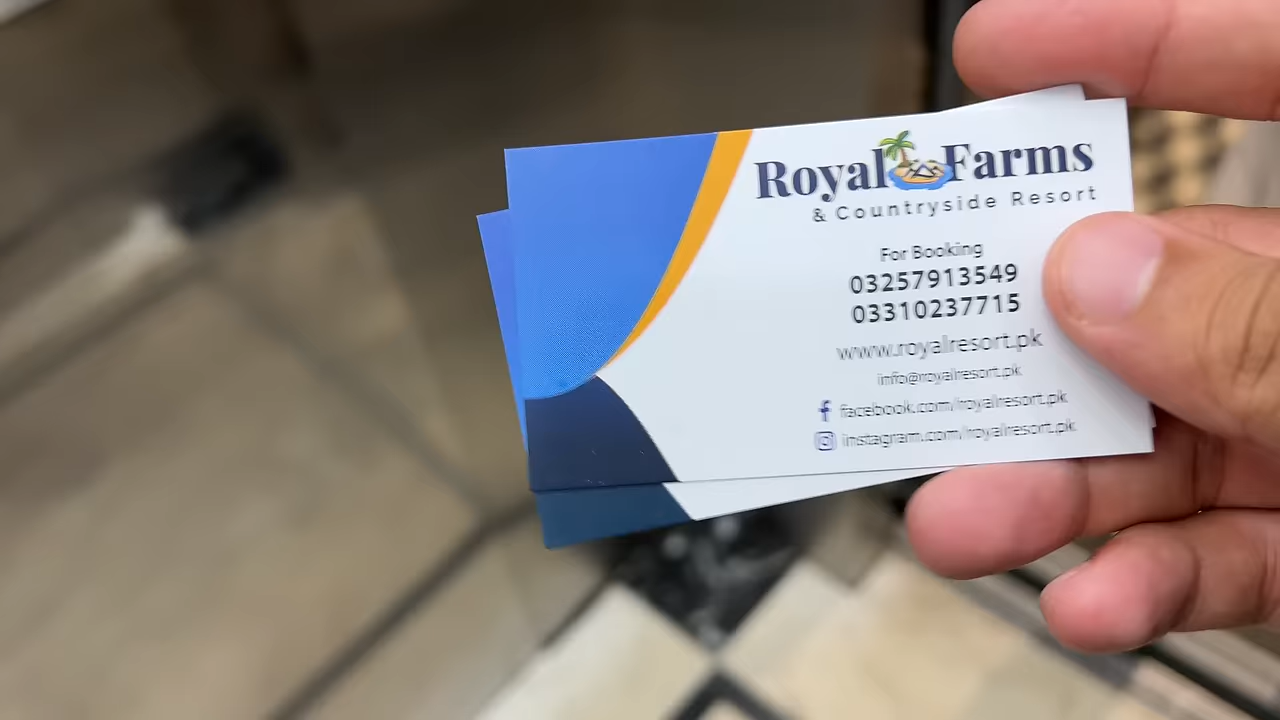 Royal Farms
& Countryside Resort
For Booking
03257913549
03310237715
www.royalresort.pk
info@royalresort.pk
facebook.com/royalresort.pk
instagram.com/royalresort.pk